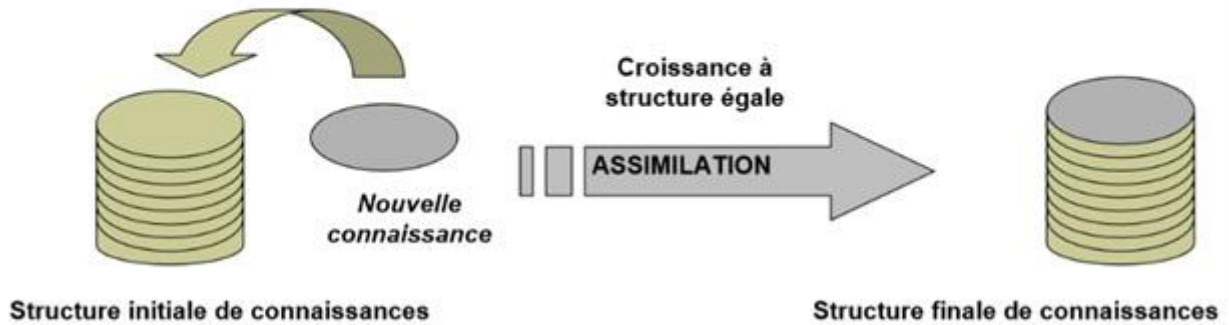 Croissance à
structure égale
ASSIMILATION
Nouvelle
connaissance
Structure initiale de connaissances
Structure finale de connaissances